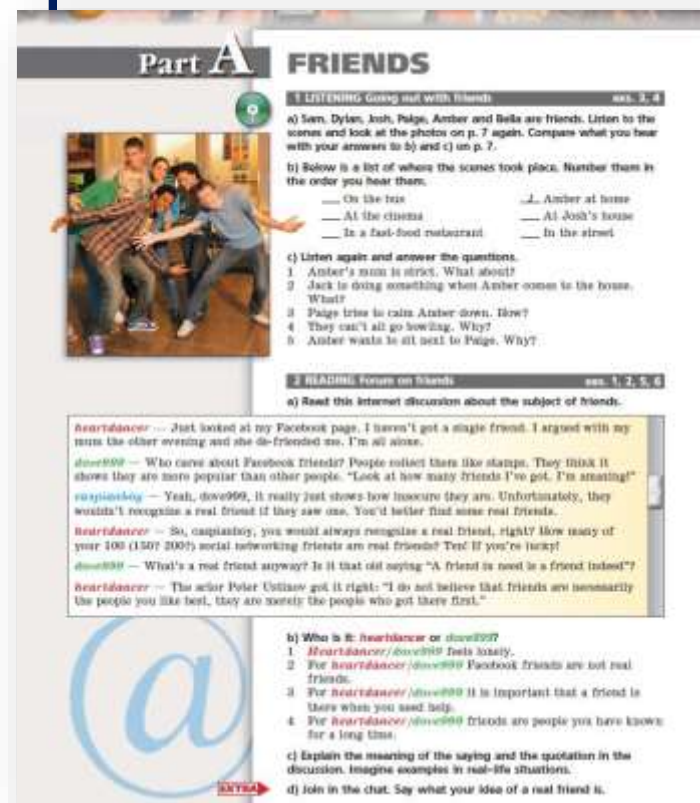 Part A
FRIENDS
1 LISTENING Going out with friends exs. 3, 4
a) Sam, Dylan, Josh, Paige, Amber and Bella are friends. Listen to the
scenes and look at the photos on p. 7 again. Compare what you hear
with your answers to b) and c) on p. 7.
b) Below is a list of where the scenes took place. Number them in
the order you hear them.
___ On the bus 1 Amber at home
___ At the cinema ___ At Josh's house
___ In a fast-food restaurant ___ In the street
c) Listen again and answer the questions.
1 Amber's mum is strict. What about?
2 Jack is doing something when Amber comes to the house.
What?
3 Paige tries to calm Amber down. How?
4 They can't all go bowling. Why?
5 Amber wants to sit next to Paige. Why?
2 READING Forum on friends exs. 1, 2, 5, 6
a) Read this internet discussion about the subject of friends.
heartdancer — Just looked at my Facebook page. I haven't got a single friend. I argued with my
mum the other evening and she de-friended me. I'm all alone.
dove999 — Who cares about Facebook friends? People collect them like stamps. They think it
shows they are more popular than other people. "Look at how many friends I've got. I'm amazing!"
caspianboy — Yeah, dove999, it really just shows how insecure they are. Unfortunately, they
wouldn't recognise a real friend if they saw one. You'd better find some real friends.
heartdancer — So, caspianboy, you would always recognise a real friend, right? How many of
your 100 (150? 200?) social networking friends are real friends? Ten? If you're lucky!
dove999 — What's a real friend anyway? Is it that old saying "A friend in need is a friend indeed"?
heartdancer — The actor Peter Ustinov got it right: "I do not believe that friends are necessarily
the people you like best, they are merely the people who got there first."
b) Who is it: heartdancer or dove999?
1 Heartdancer/dove999 feels lonely.
2 For heartdancer/dove999 Facebook friends are not real
friends.
3 For heartdancer/dove999 it is important that a friend is
there when you need help.
4 For heartdancer/dove999 friends are people you have known
for a long time.
c) Explain the meaning of the saying and the quotation in the
discussion. Imagine examples in real-life situations.
EXTRA d) Join in the chat. Say what your idea of a real friend is.
@